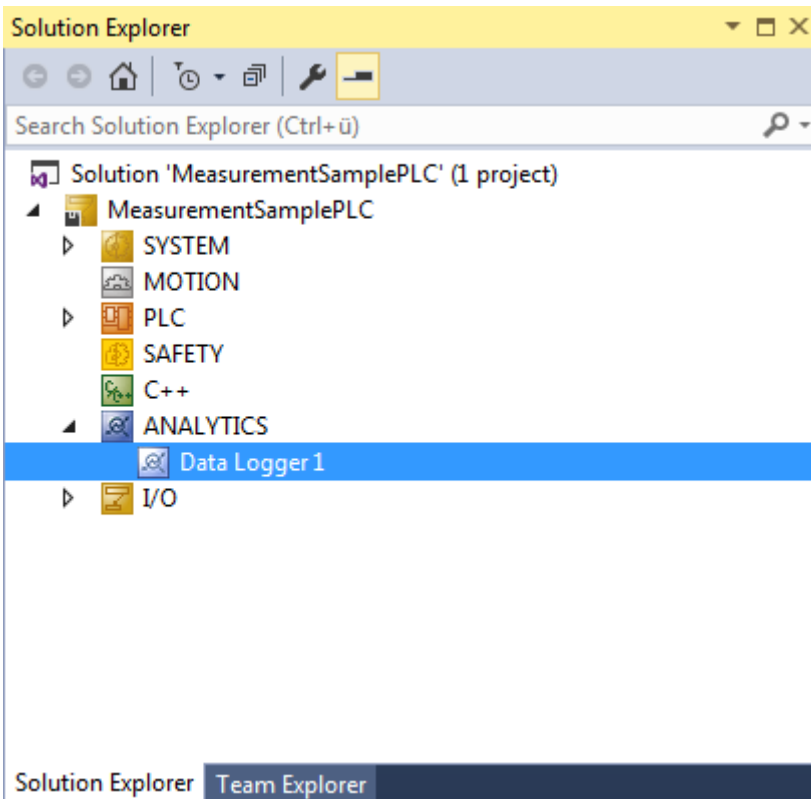 Solution Explorer
Search Solution Explorer (Ctrl+ü)
Solution 'MeasurementSamplePLC' (1 project)
MeasurementSamplePLC
SYSTEM
MOTION
PLC
SAFETY
C++
ANALYTICS
Data Logger 1
I/O
Solution Explorer Team Explorer